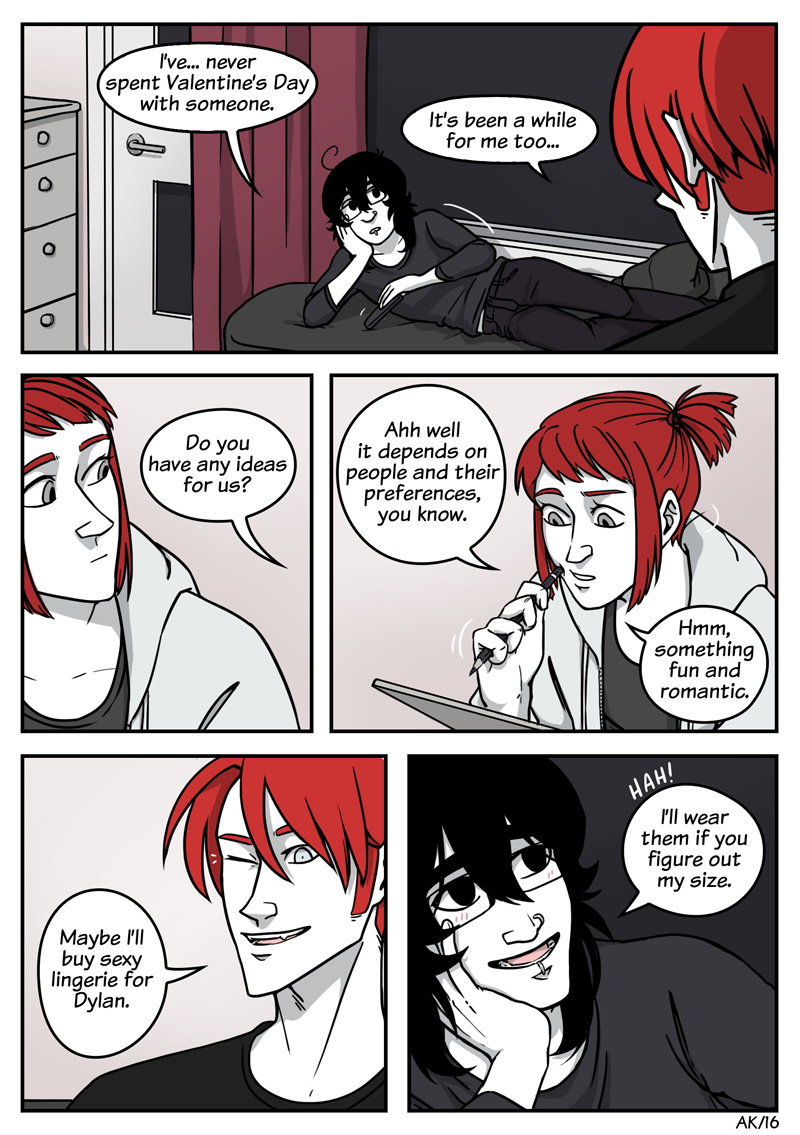 I've... never
spent Valentine's Day
with someone.
It's been a while
for me too...
Do you
have any ideas
for us?
Ahh well
it depends on
people and their
preferences,
you know.
Hmm,
something
fun and
romantic.
Maybe I'll
buy sexy
lingerie for
Dylan.
HAH!
I'll wear
them if you
figure out
my size.
AK/16